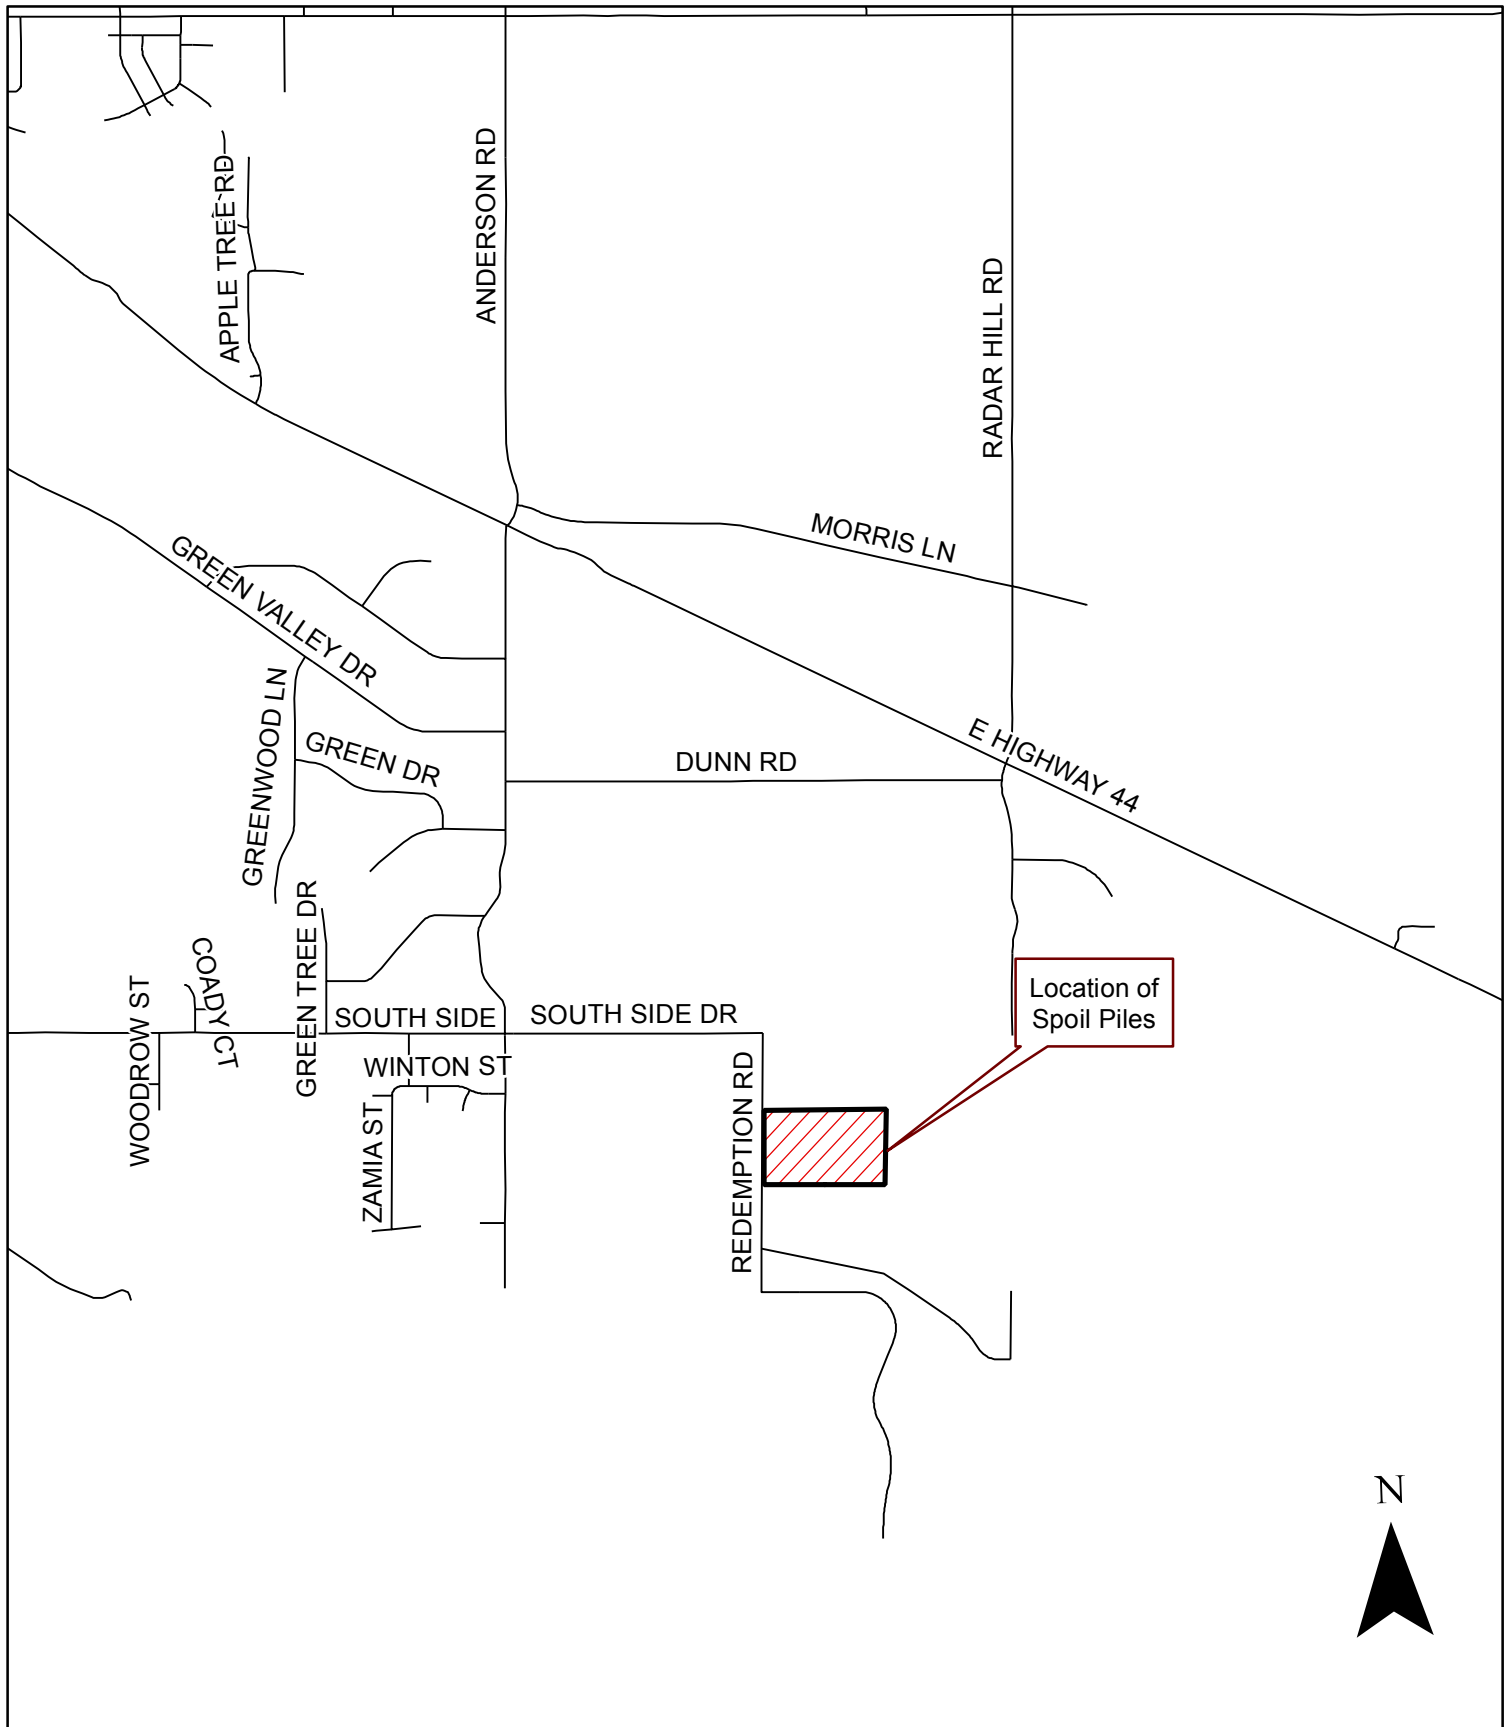 APPLE TREE RD
ANDERSON RD
RADAR HILL RD
MORRIS LN
GREEN VALLEY DR
GREENWOOD LN
GREEN DR
DUNN RD
E HIGHWAY 44
GREEN TREE DR
COADY CT
WOODROW ST
SOUTH SIDE
SOUTH SIDE DR
Location of
Spoil Piles
WINTON ST
ZAMIA ST
REDEMPTION RD
N